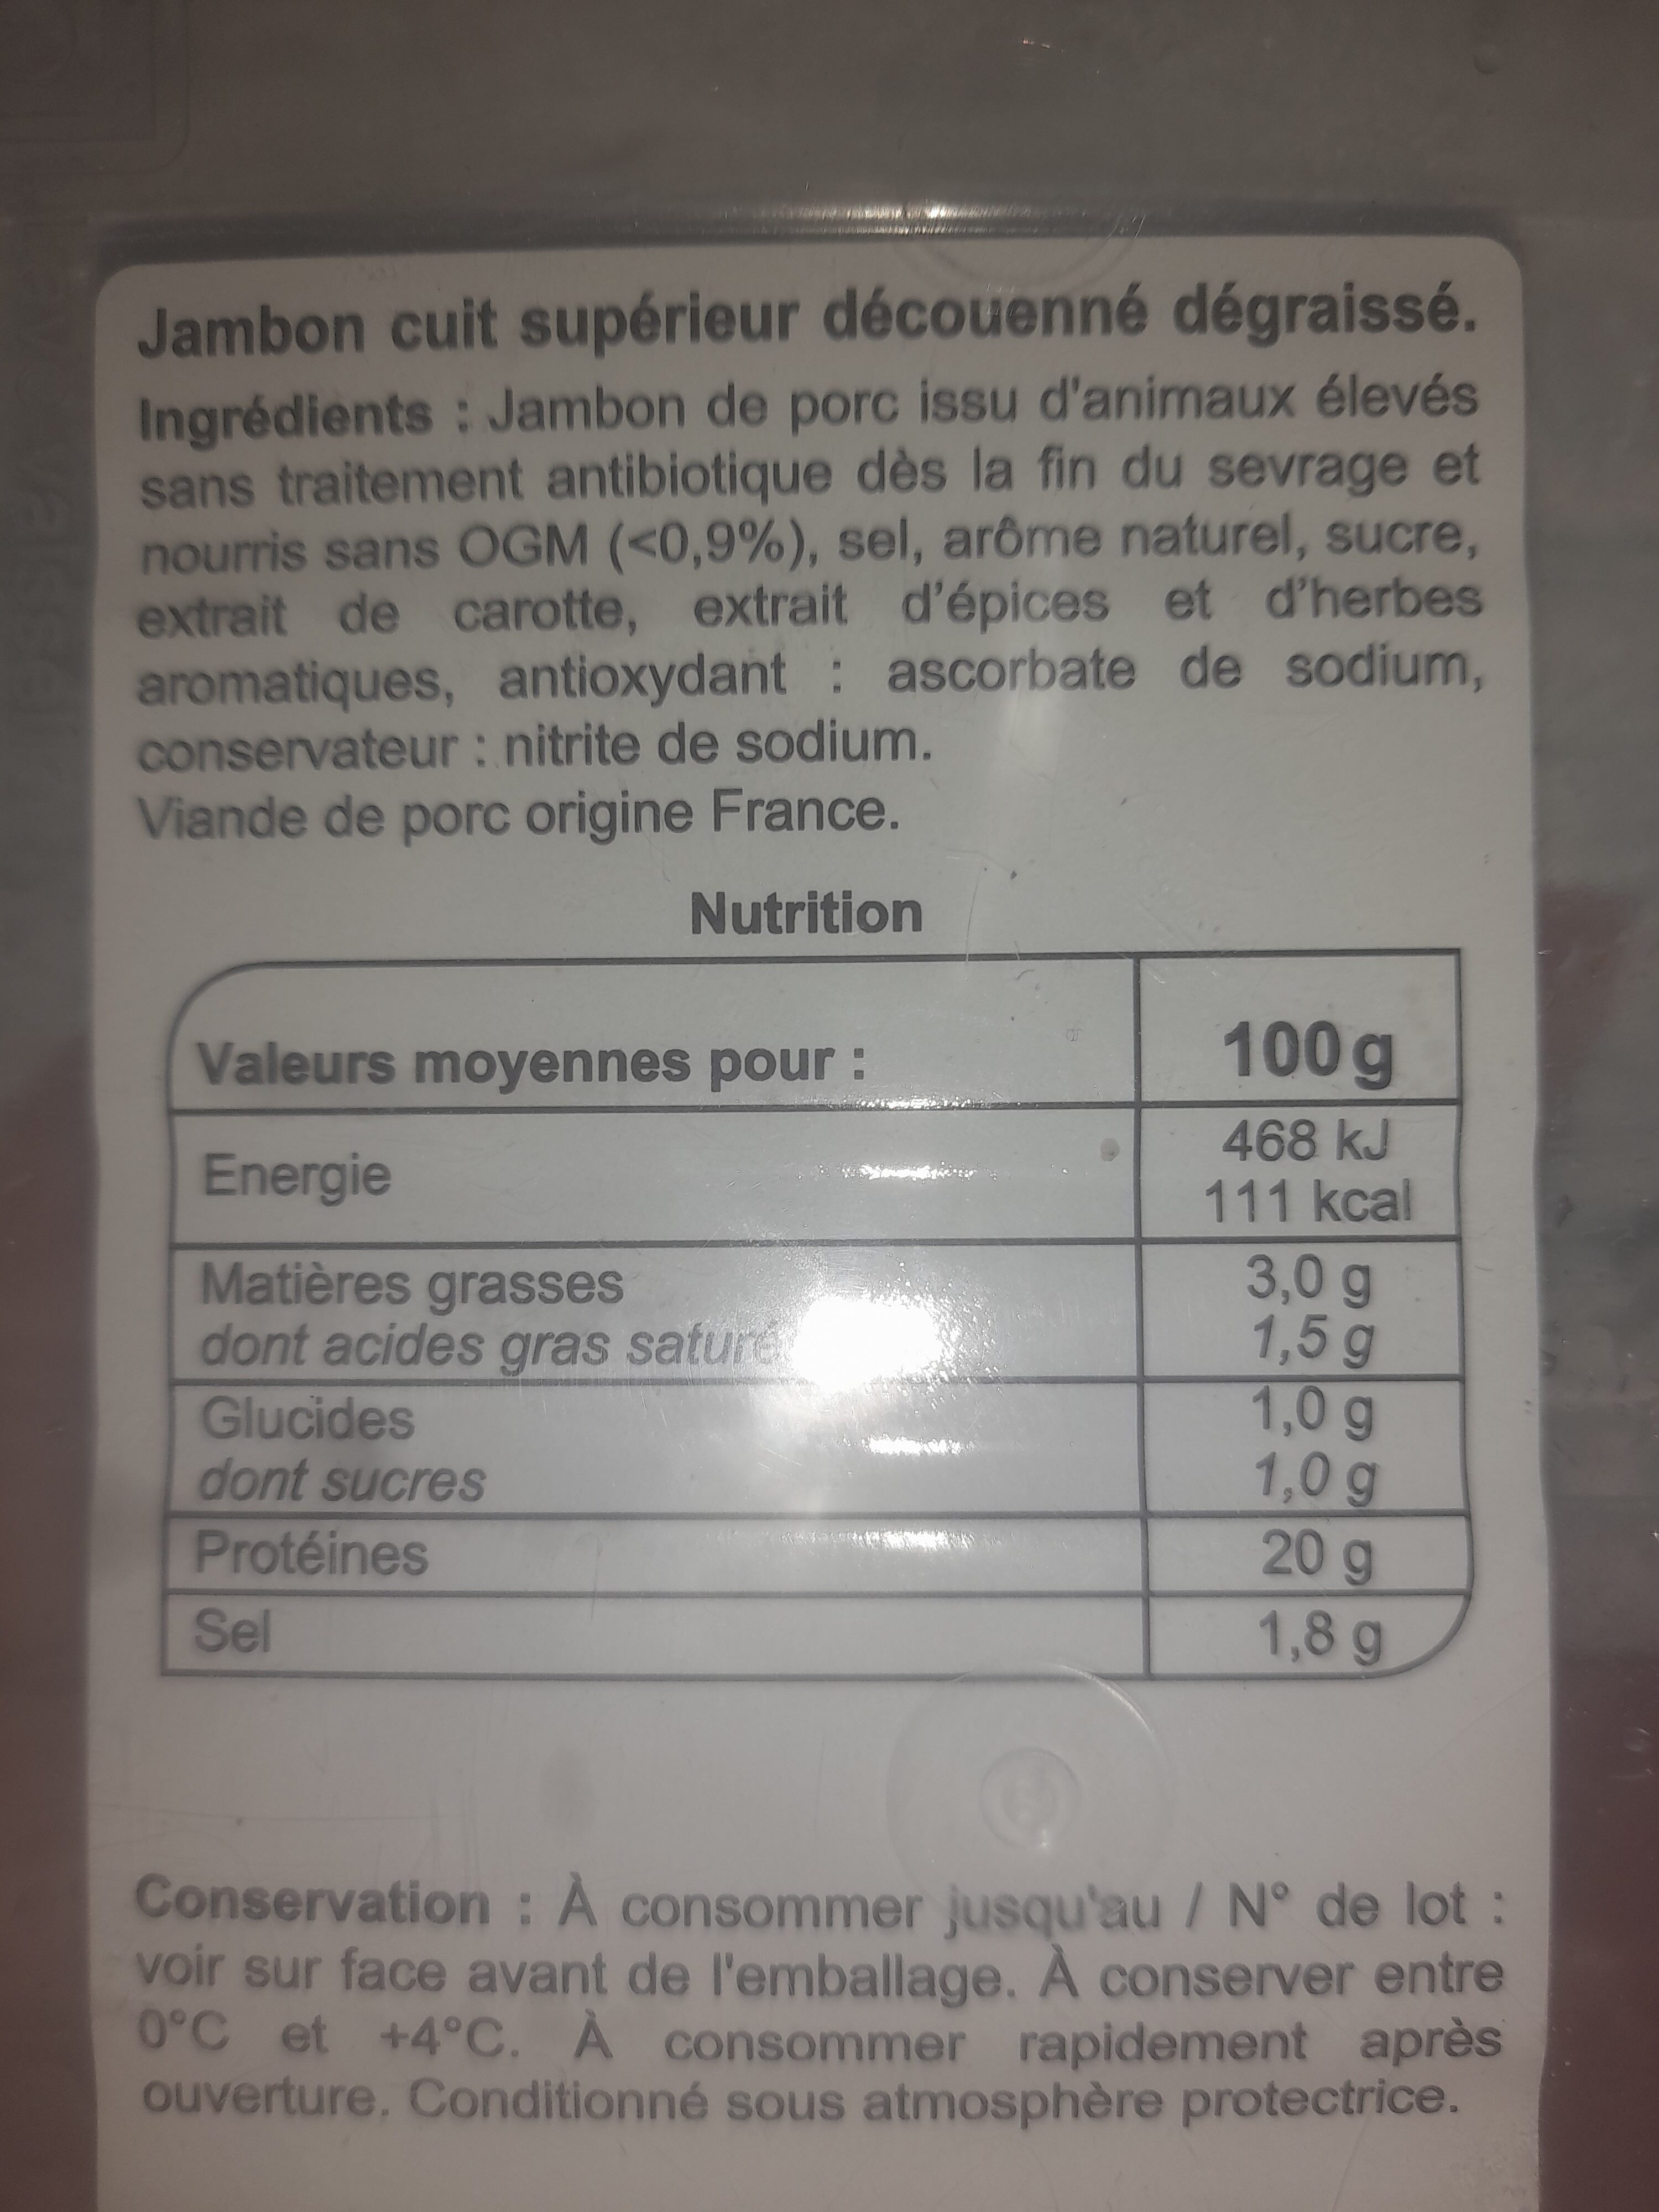 Jambon cuit supérieur découenné dégraissé.
Ingrédients : Jambon de porc issu d'animaux élevés
sans traitement antibiotique dès la fin du sevrage et
nourris sans OGM (<0,9%), sel, arôme naturel, sucre,
extrait de carotte, extrait d'épices et d'herbes
aromatiques, antioxydant : ascorbate de sodium,
conservateur : nitrite de sodium.
Viande de porc origine France.
Nutrition
Valeurs moyennes pour : 100 g
Energie 468 kJ
111 kcal
Matières grasses 3,0 g
dont acides gras 1,5 g
Glucides 1,0 g
dont sucres 1,0 g
Protéines 20 g
Sel 1,8 g
Conservation : À consommer jusqu'au / N° de lot :
voir sur face avant de l'emballage. À conserver entre
0°C et +4°C. À consommer rapidement après
ouverture. Conditionné sous atmosphère protectrice.